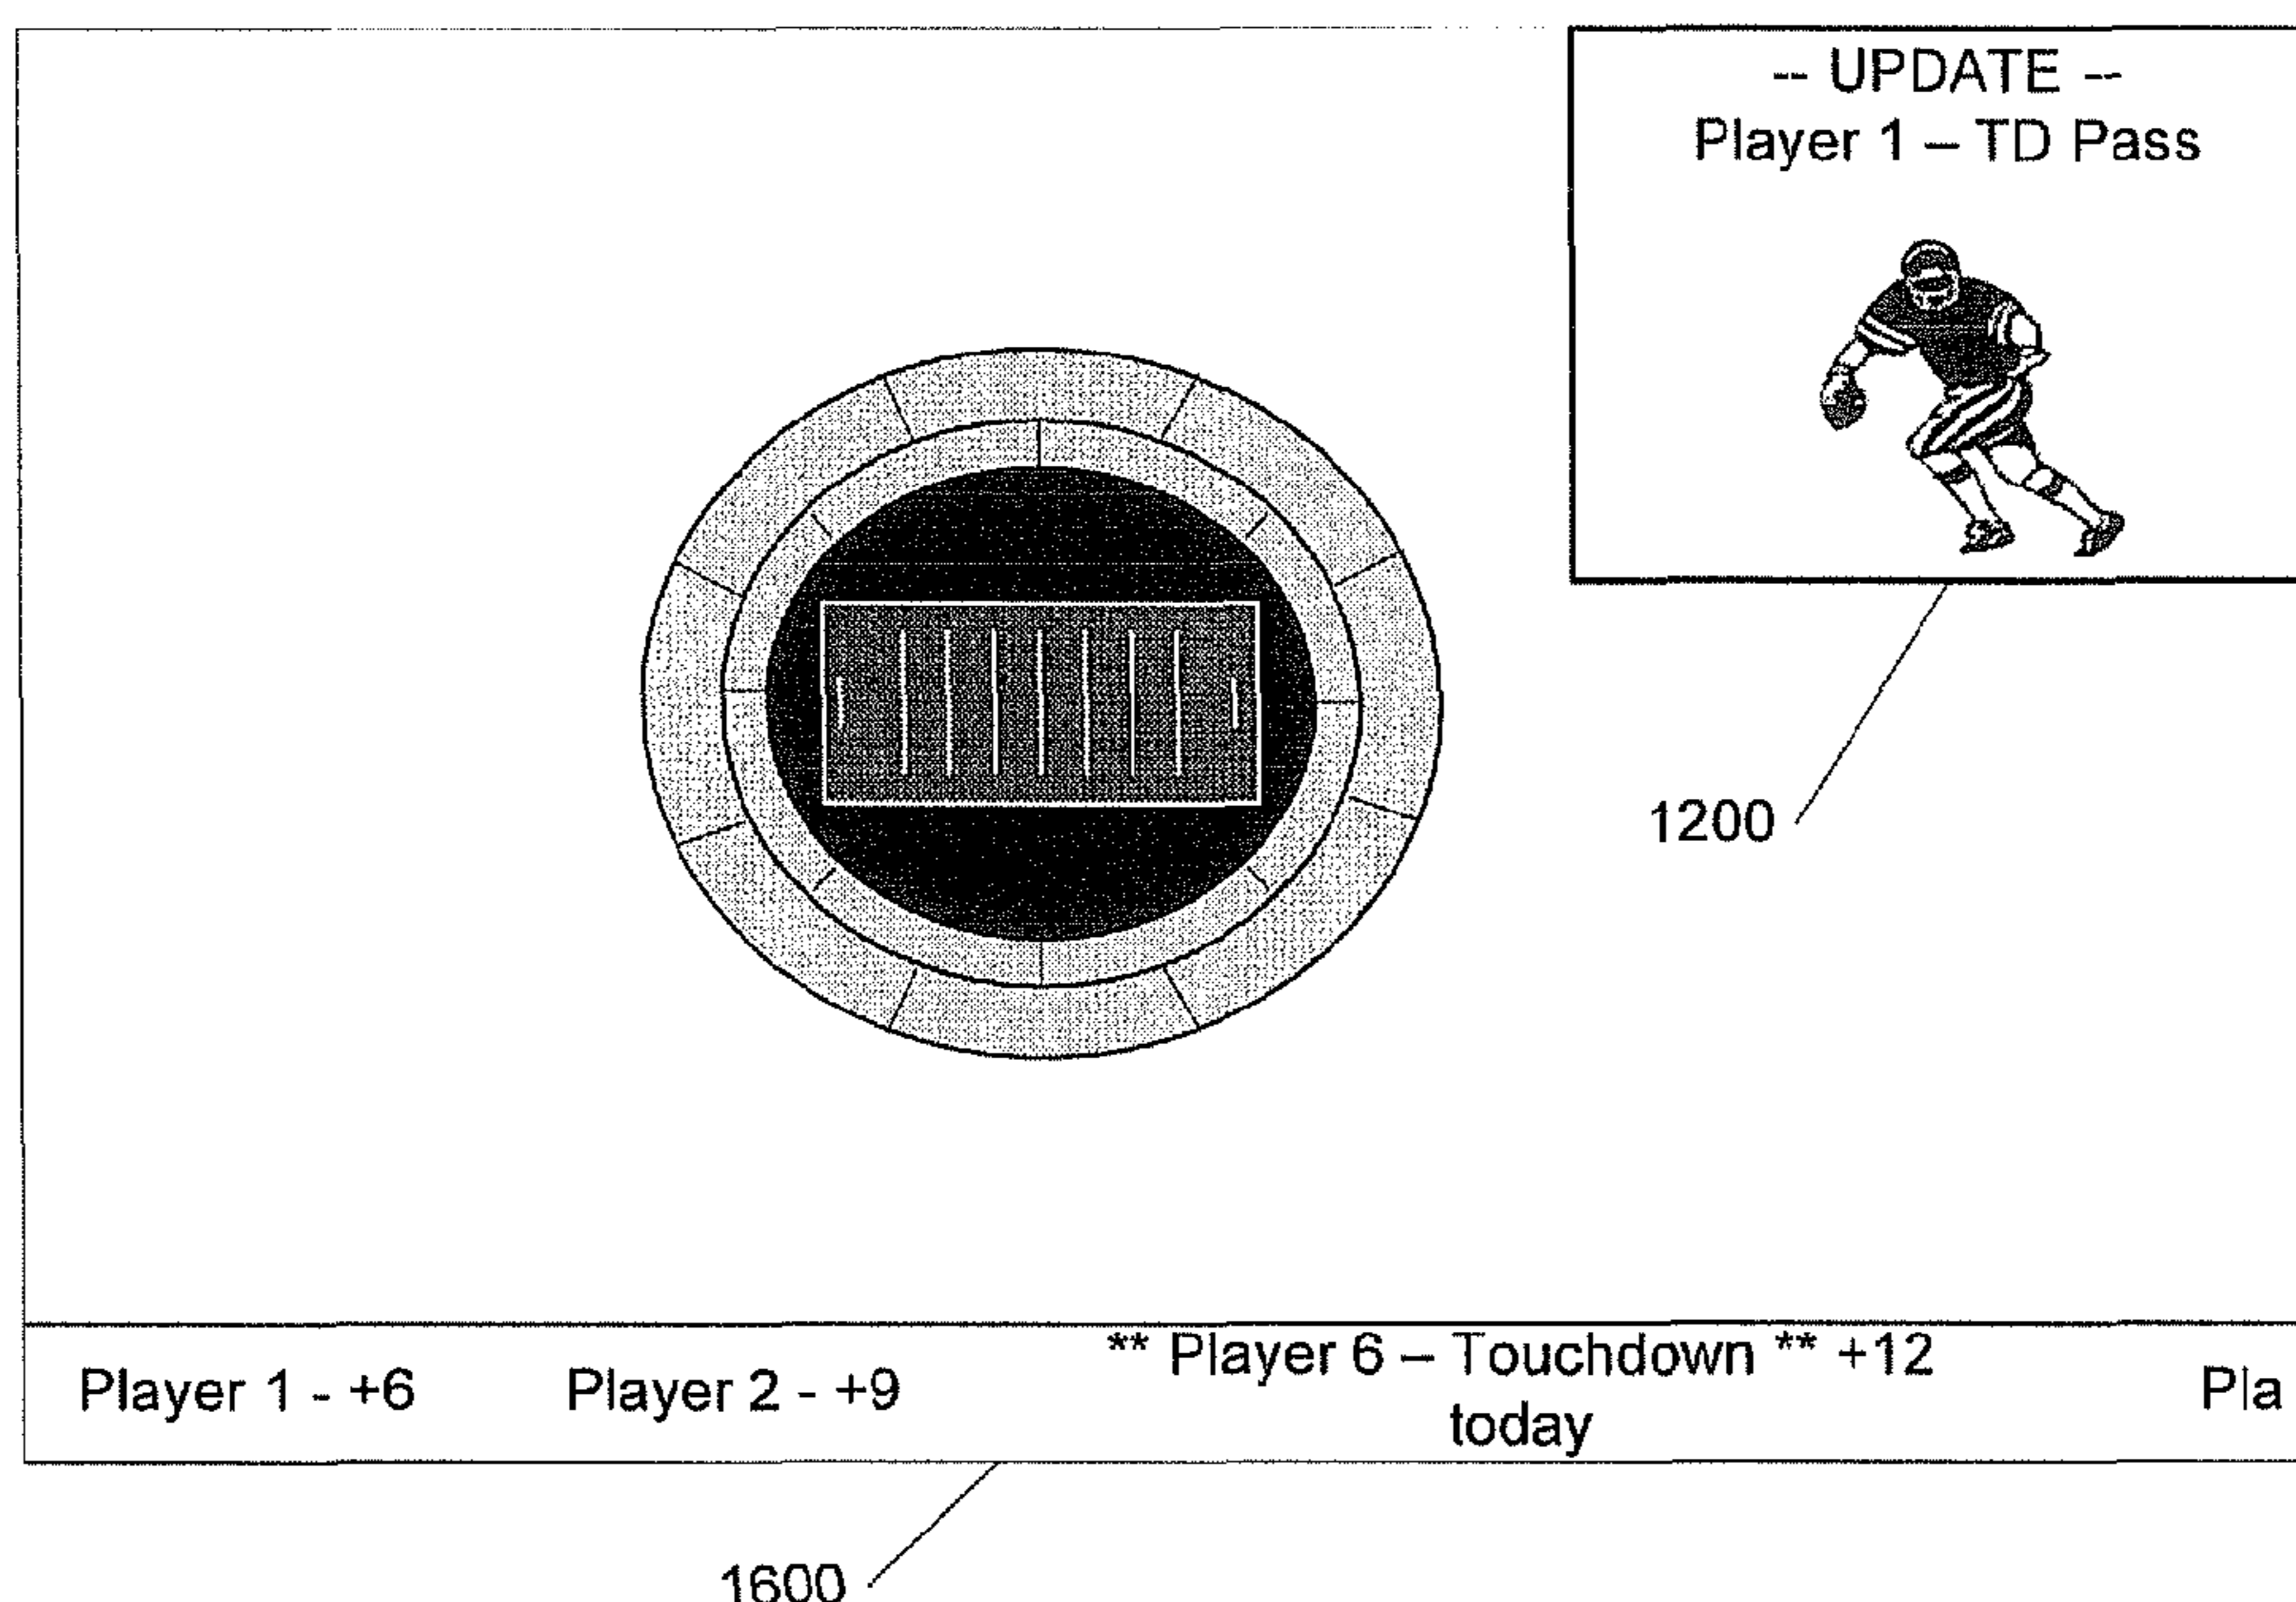 -- UPDATE --
Player 1 – TD Pass
1200
Player 1 - +6
Player 2 - +9
** Player 6 – Touchdown ** +12
today
Pla
1600